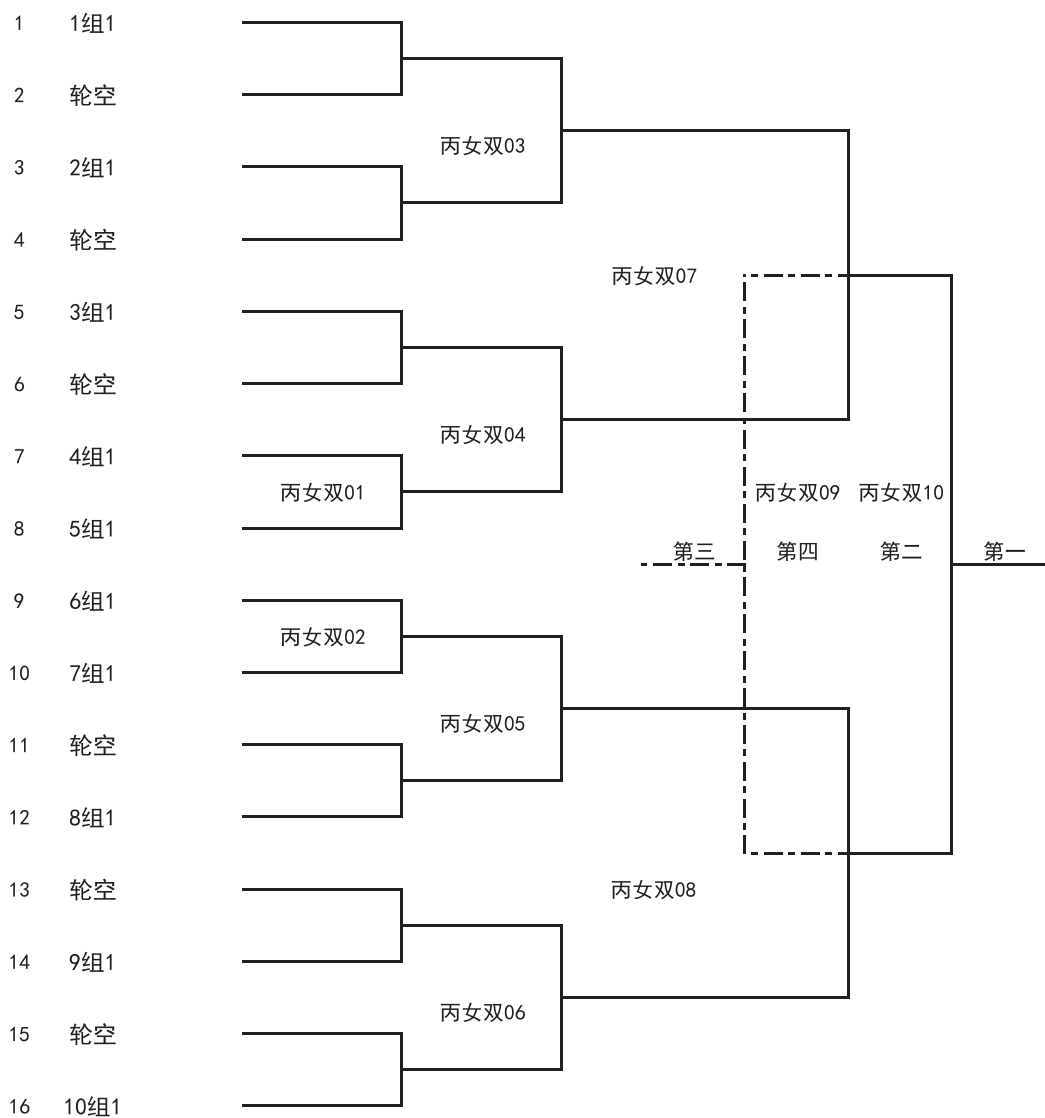 1 1组1
2 轮空
丙女双03
3 2组1
4 轮空
丙女双07
5 3组1
6 轮空
丙女双04
7 4组1
丙女双01 丙女双09 丙女双10
8 5组1
第三 第四 第二 第一
9 6组1
丙女双02
10 7组1
丙女双05
11 轮空
12 8组1
13 轮空
丙女双08
14 9组1
丙女双06
15 轮空
16 10组1